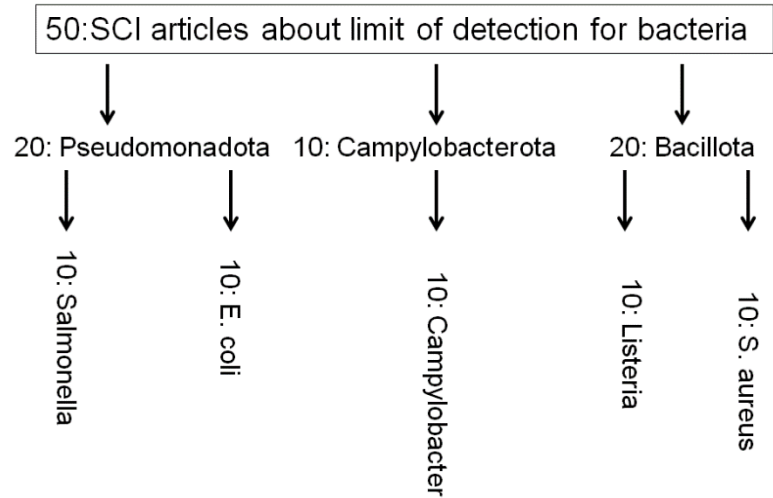 50:SCI articles about limit of detection for bacteria
20: Pseudomonadota
10: Campylobacterota
20: Bacillota
10: Salmonella
10: E. coli
10: Campylobacter
10: Listeria
10: S. aureus